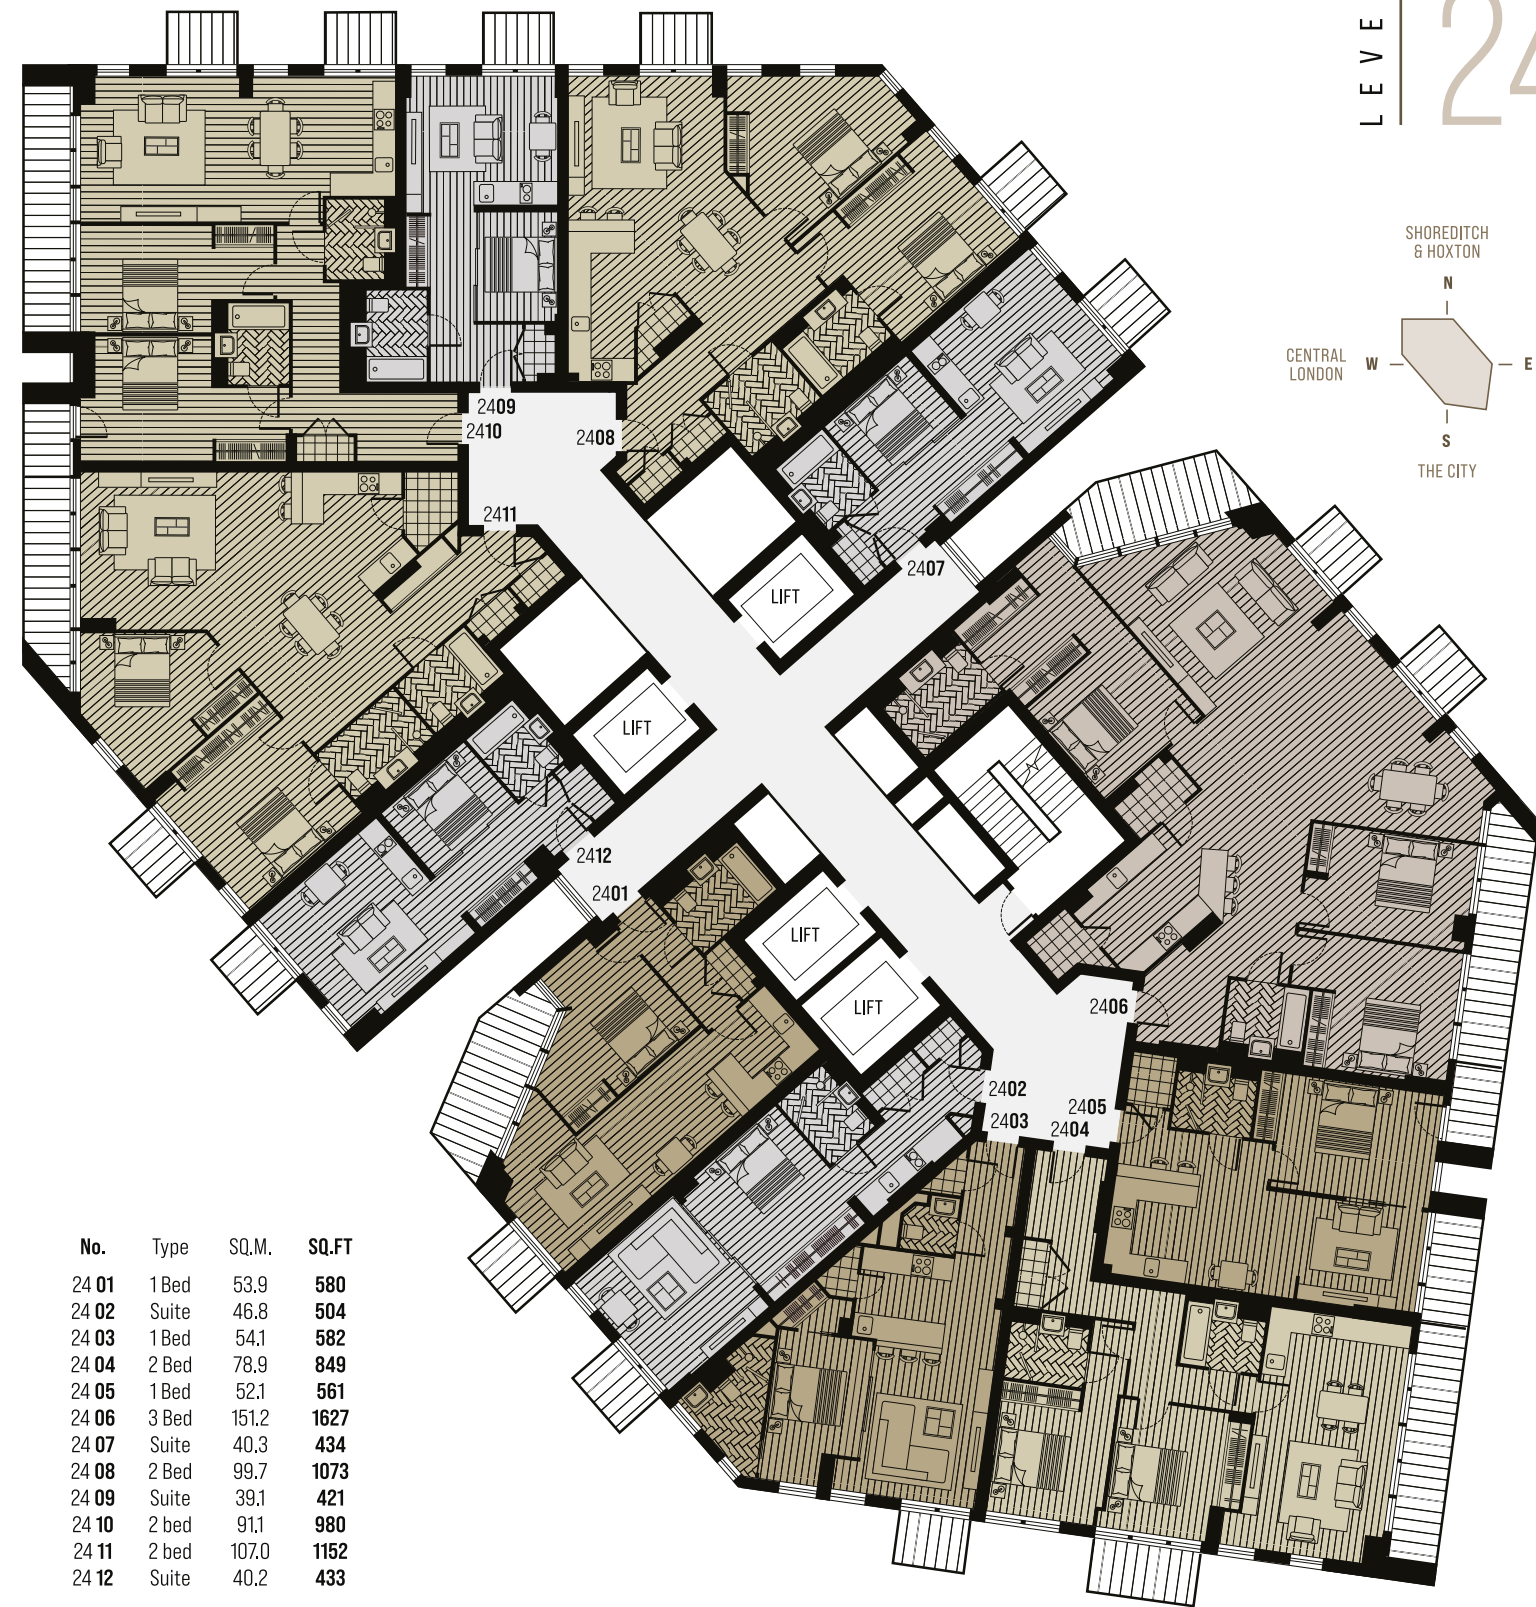 LEVE
24
SHOREDITCH
& HOXTON
N
CENTRAL
LONDON
W
E
S
THE CITY
2409
2410
2408
2411
2407
LIFT
LIFT
2412
2401
LIFT
LIFT
2406
2402
2405
2403
2404
No. Type SQ.M. SQ.FT
24 01 1 Bed 53.9 580
24 02 Suite 46.8 504
24 03 1 Bed 54.1 582
24 04 2 Bed 78.9 849
24 05 1 Bed 52.1 561
24 06 3 Bed 151.2 1627
24 07 Suite 40.3 434
24 08 2 Bed 99.7 1073
24 09 Suite 39.1 421
24 10 2 bed 91.1 980
24 11 2 bed 107.0 1152
24 12 Suite 40.2 433